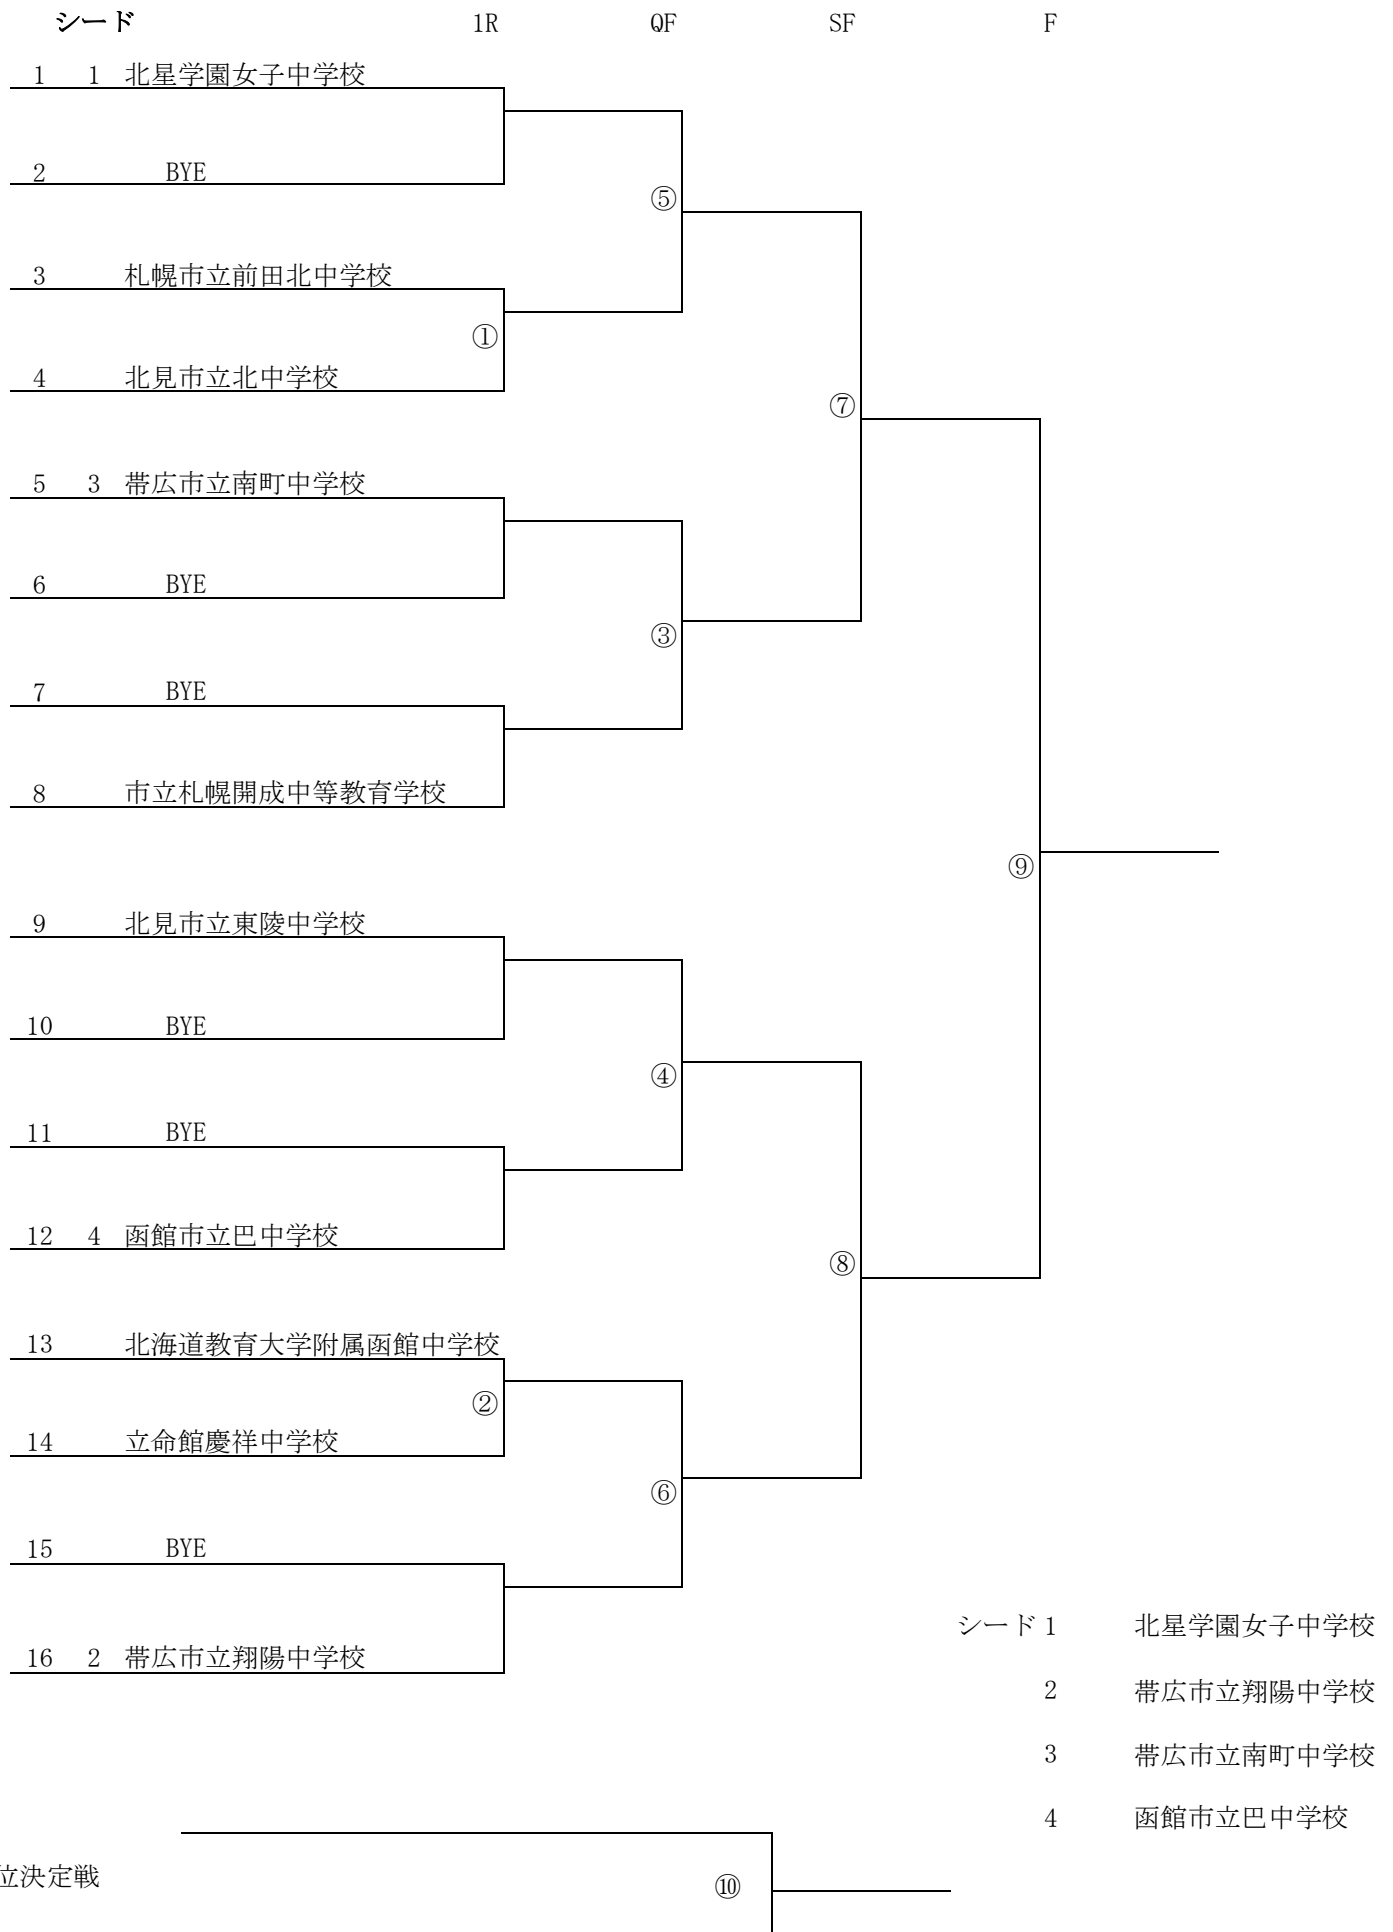 シード 1R QF SF F
1 1 北星学園女子中学校
2 BYE
⑤
3 札幌市立前田北中学校
①
4 北見市立北中学校
⑦
5 3 帯広市立南町中学校
6 BYE
③
7 BYE
8 市立札幌開成中等教育学校
⑨
9 北見市立東陵中学校
10 BYE
④
11 BYE
12 4 函館市立巴中学校
⑧
13 北海道教育大学附属函館中学校
②
14 立命館慶祥中学校
⑥
15 BYE
16 2 帯広市立翔陽中学校
シード 1 北星学園女子中学校
2 帯広市立翔陽中学校
3 帯広市立南町中学校
4 函館市立巴中学校
位決定戦
⑩